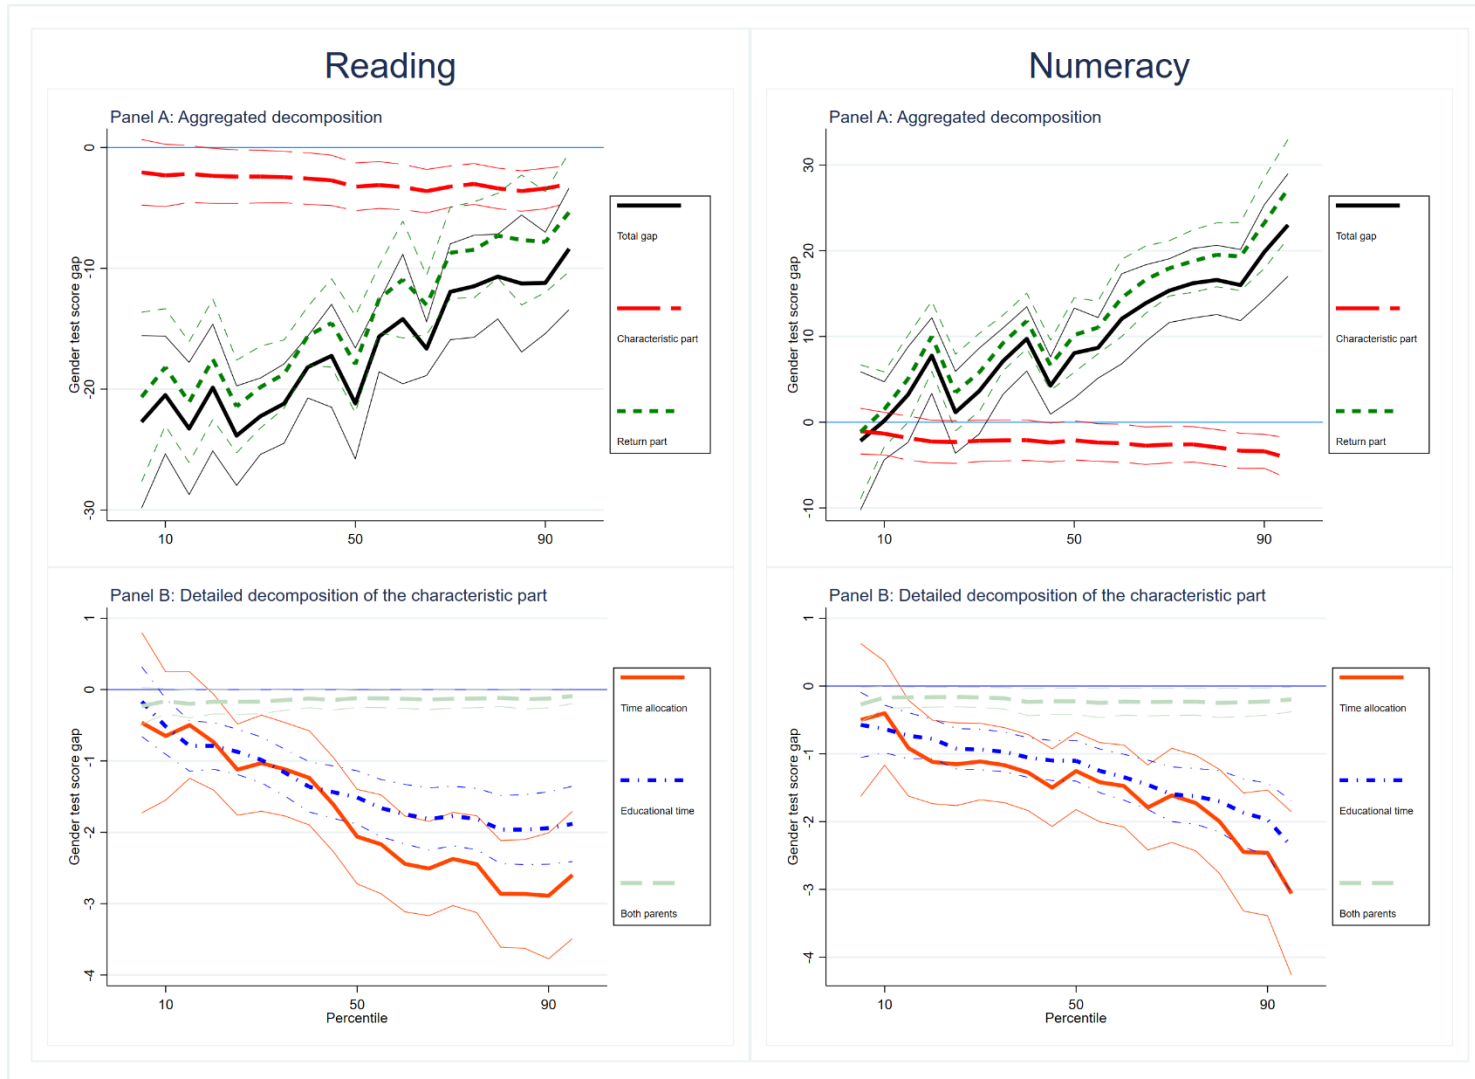 Reading
Panel A: Aggregated decomposition
Gender test score gap
0
-10
-20
-30
10
50
90
Total gap
Characteristic part
Return part
Panel B: Detailed decomposition of the characteristic part
Gender test score gap
1
0
-1
-2
-3
-4
10
50
90
Percentile
Time allocation
Educational time
Both parents
Numeracy
Panel A: Aggregated decomposition
Gender test score gap
30
20
10
0
-10
10
50
90
Total gap
Characteristic part
Return part
Panel B: Detailed decomposition of the characteristic part
Gender test score gap
1
0
-1
-2
-3
-4
10
50
90
Percentile
Time allocation
Educational time
Both parents